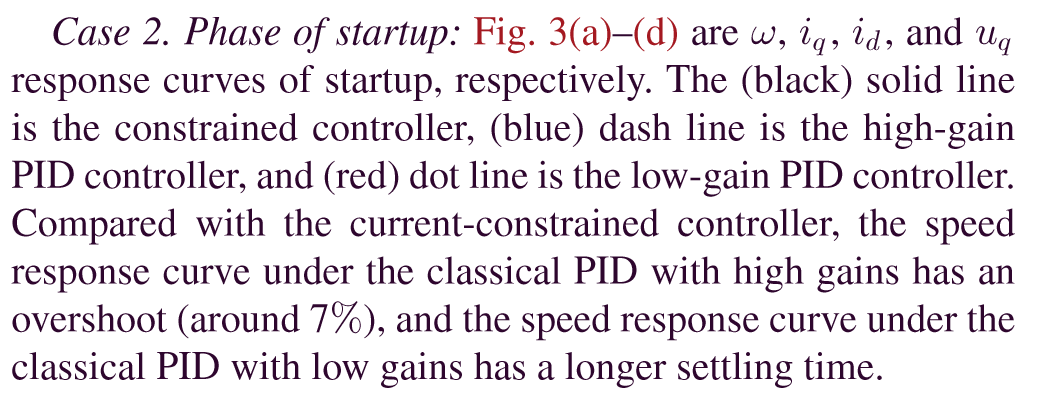 Case 2. Phase of startup: Fig. 3(a)–(d) are ω, i_q, i_d, and u_q
response curves of startup, respectively. The (black) solid line
is the constrained controller, (blue) dash line is the high-gain
PID controller, and (red) dot line is the low-gain PID controller.
Compared with the current-constrained controller, the speed
response curve under the classical PID with high gains has an
overshoot (around 7%), and the speed response curve under the
classical PID with low gains has a longer settling time.